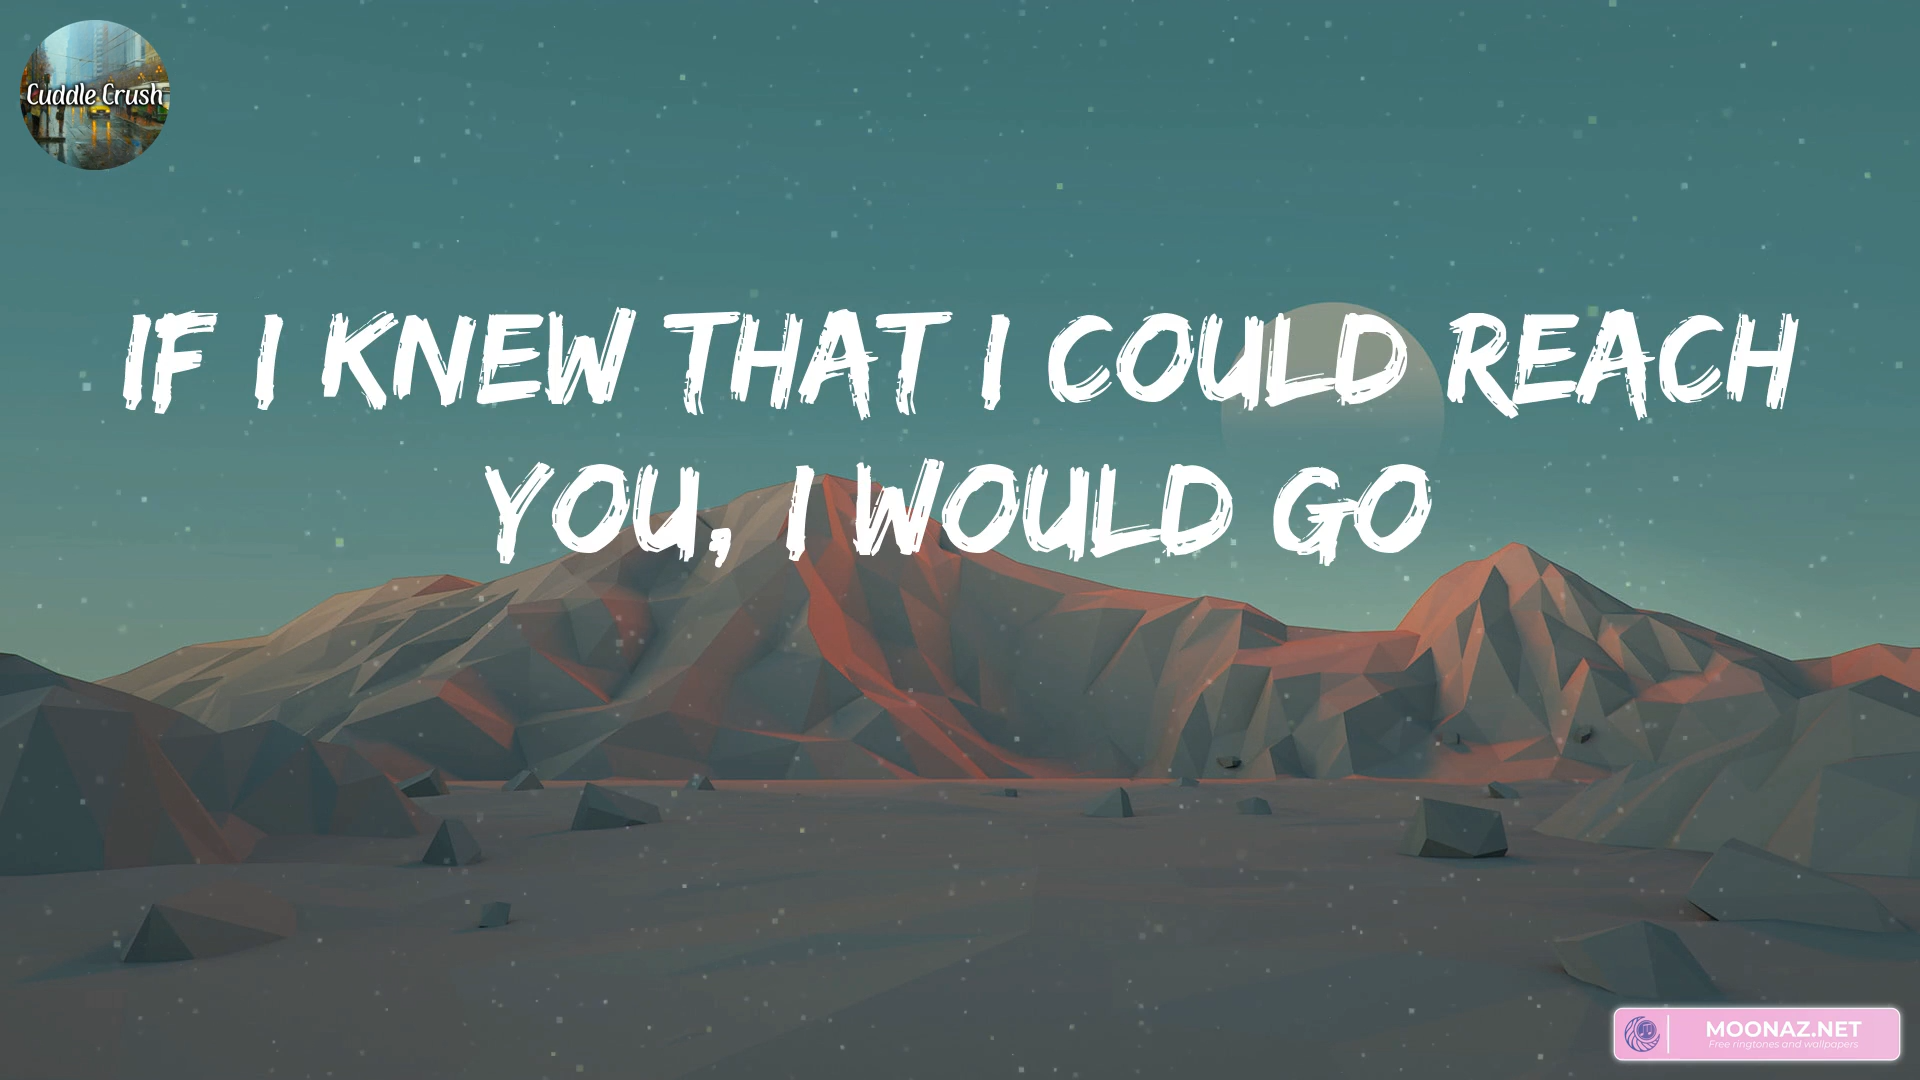 Cuddle Crush
IF I KNEW THAT I COULD REACH
YOU, I WOULD GO
MOONAZ.NET
Free ringtones and wallpapers